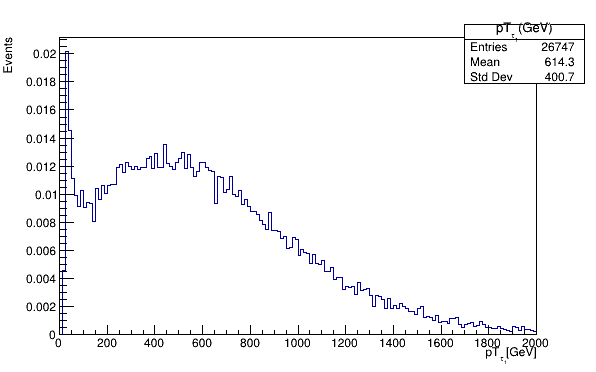 pTτ1(GeV)
Entries 26747
Mean 614.3
Std Dev 400.7
Events
0.02
0.018
0.016
0.014
0.012
0.01
0.008
0.006
0.004
0.002
0
0 200 400 600 800 1000 1200 1400 1600 1800 2000
pTτ1[GeV]